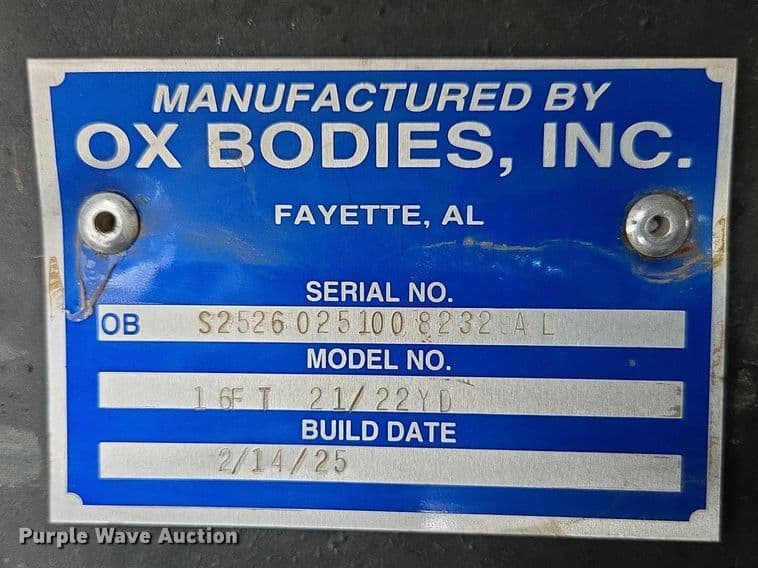 MANUFACTURED BY
OX BODIES, INC.
FAYETTE, AL
SERIAL NO.
OB
MODEL NO.
16FT 21/22YD
BUILD DATE
2/14/25
Purple Wave Auction